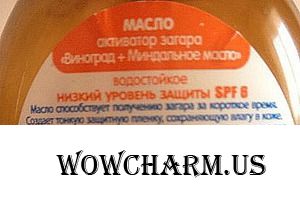 МАСЛО
активатор загара
«Виноград + Миндальное масло»
ВОДОСТОЙКОЕ
НИЗКИЙ УРОВЕНЬ ЗАЩИТЫ SPF 6
Масло способствует получению загара за короткое время.
Создает тонкую защитную пленку, сохраняющую влагу в коже.
WOWCHARM.US